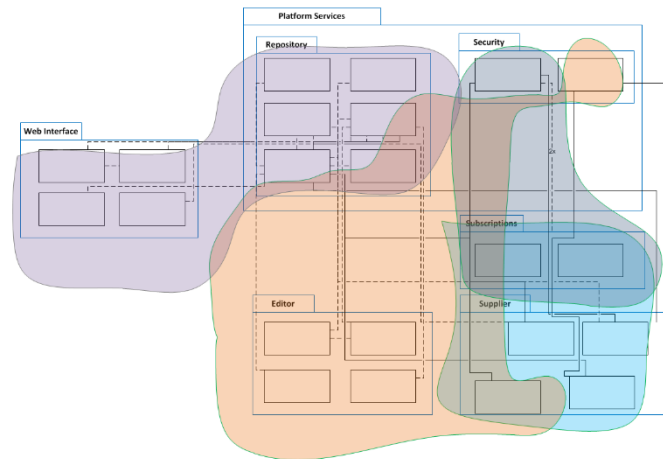 Platform Services
Repository
Security
Web Interface
Subscriptions
Editor
Supplier